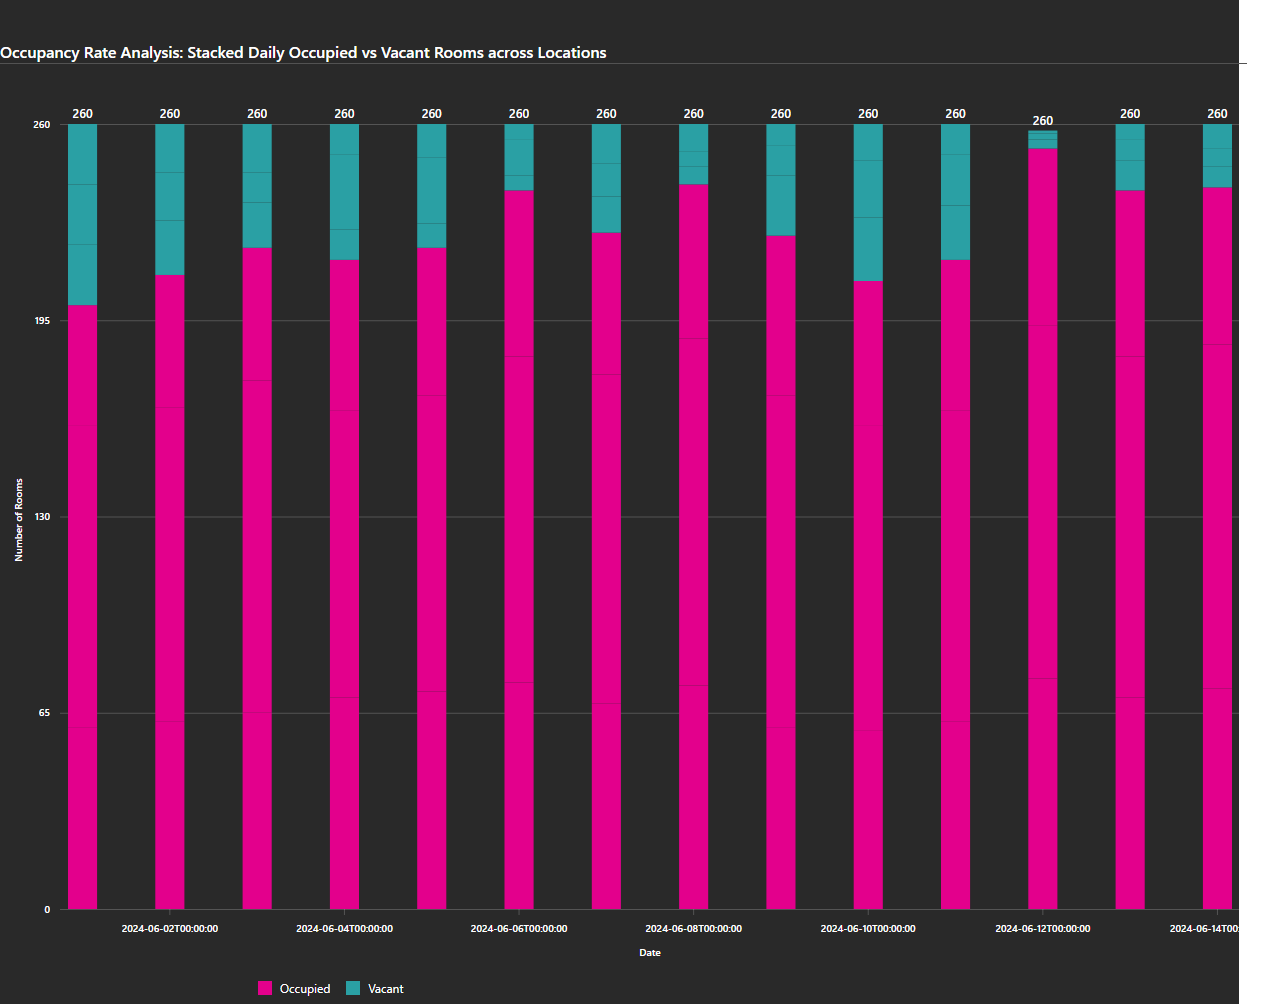 Occupancy Rate Analysis: Stacked Daily Occupied vs Vacant Rooms across Locations
260 260 260 260 260 260 260 260 260 260 260 260 260 260
260
195
130
65
0
Number of Rooms
2024-06-02T00:00:00 2024-06-04T00:00:00 2024-06-06T00:00:00 2024-06-08T00:00:00 2024-06-10T00:00:00 2024-06-12T00:00:00 2024-06-14T00:
Date
Occupied Vacant